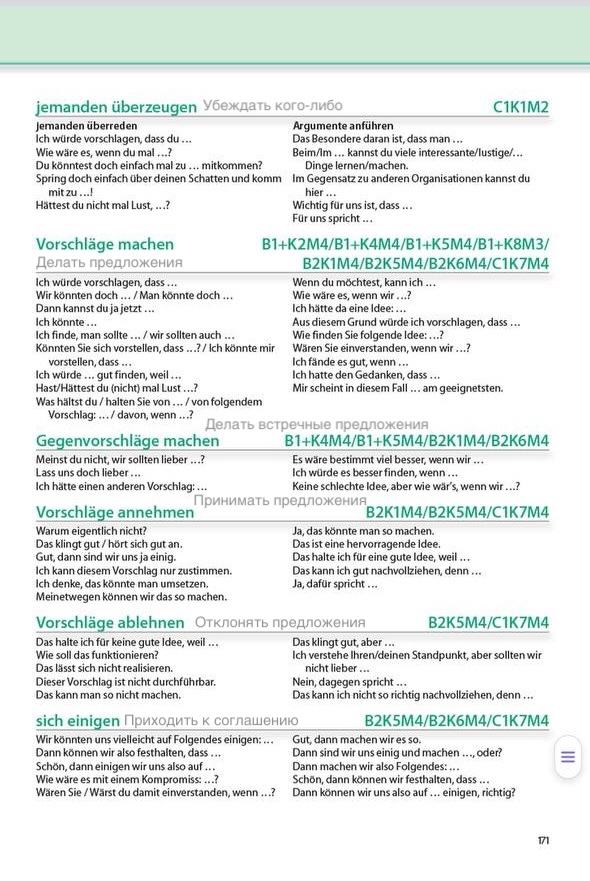 jemanden überzeugen Убеждать кого-либо C1K1M2
jemanden überreden
Ich würde vorschlagen, dass du …
Wie wäre es, wenn du mal …?
Du könntest doch einfach mal zu … mitkommen?
Spring doch einfach über deinen Schatten und komm
mit zu …!
Hättest du nicht mal Lust, …?
Argumente anführen
Das Besondere daran ist, dass man …
Beim/Im … kannst du viele interessante/lustige/…
Dinge lernen/machen.
Im Gegensatz zu anderen Organisationen kannst du
hier …
Wichtig für uns ist, dass …
Für uns spricht …
Vorschläge machen B1+K2M4/B1+K4M4/B1+K5M4/B1+K8M3/
Делать предложения B2K1M4/B2K5M4/B2K6M4/C1K7M4
Ich würde vorschlagen, dass …
Wir könnten doch … / Man könnte doch …
Dann kannst du ja jetzt …
Ich könnte …
Ich finde, man sollte … / wir sollten auch …
Könnten Sie sich vorstellen, dass …? / Ich könnte mir
vorstellen, dass …
Ich würde … gut finden, weil …
Hast/Hättest du (nicht) mal Lust …?
Was hältst du / halten Sie von … / von folgendem
Vorschlag: … / davon, wenn …?
Wenn du möchtest, kann ich …
Wie wäre es, wenn wir …?
Ich hätte da eine Idee: …
Aus diesem Grund würde ich vorschlagen, dass …
Wie finden Sie folgende Idee: …?
Wären Sie einverstanden, wenn wir …?
Ich fände es gut, wenn …
Ich hätte den Gedanken, dass …
Mir scheint in diesem Fall … am geeignetsten.
Делать встречные предложения
Gegenvorschläge machen B1+K4M4/B1+K5M4/B2K1M4/B2K6M4
Meinst du nicht, wir sollten lieber …?
Lass uns doch lieber …
Ich hätte einen anderen Vorschlag: …
Es wäre bestimmt viel besser, wenn wir …
Ich würde es besser finden, wenn …
Keine schlechte Idee, aber wie wär's, wenn wir …?
Принимать предложения
Vorschläge annehmen B2K1M4/B2K5M4/C1K7M4
Warum eigentlich nicht?
Das klingt gut / hört sich gut an.
Gut, dann sind wir uns ja einig.
Ich kann diesem Vorschlag nur zustimmen.
Ich denke, das könnte man umsetzen.
Meinetwegen können wir das so machen.
Ja, das könnte man so machen.
Das ist eine hervorragende Idee.
Das halte ich für eine gute Idee, weil …
Das kann ich gut nachvollziehen, denn …
Ja, dafür spricht …
Vorschläge ablehnen Отклонять предложения B2K5M4/C1K7M4
Das halte ich für keine gute Idee, weil …
Wie soll das funktionieren?
Das lässt sich nicht realisieren.
Dieser Vorschlag ist nicht durchführbar.
Das kann man so nicht machen.
Das klingt gut, aber …
Ich verstehe Ihren/deinen Standpunkt, aber sollten wir
nicht lieber …
Nein, dagegen spricht …
Das kann ich nicht so richtig nachvollziehen, denn …
sich einigen Приходить к соглашению B2K5M4/B2K6M4/C1K7M4
Wir könnten uns vielleicht auf Folgendes einigen: …
Dann können wir also festhalten, dass …
Schön, dann einigen wir uns also auf …
Wie wäre es mit einem Kompromiss: …?
Wären Sie / Wärst du damit einverstanden, wenn …?
Gut, dann machen wir es so.
Dann sind wir uns einig und machen …, oder?
Dann machen wir also Folgendes: …
Schön, dann können wir festhalten, dass …
Dann können wir uns also auf … einigen, richtig?
171